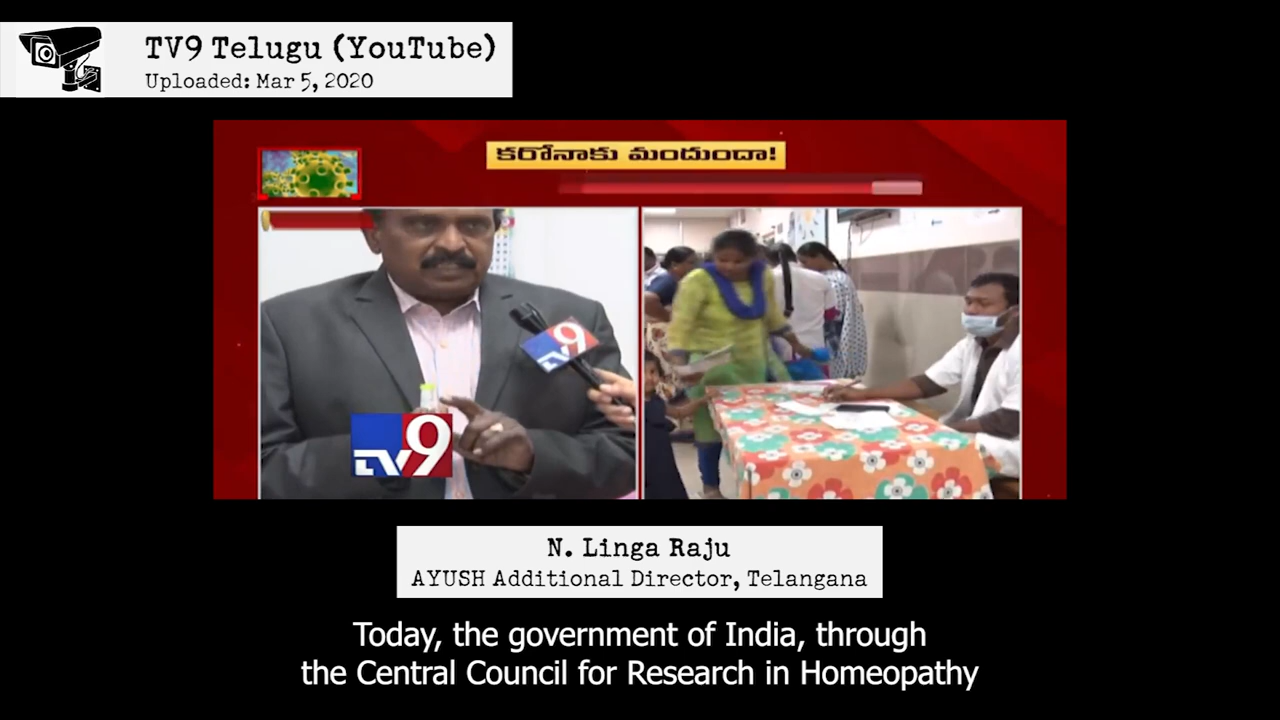 TV9 Telugu (YouTube)
Uploaded: Mar 5, 2020
కరోనాకు మందుందా!
TV9
TV9
N. Linga Raju
AYUSH Additional Director, Telangana
Today, the government of India, through
the Central Council for Research in Homeopathy